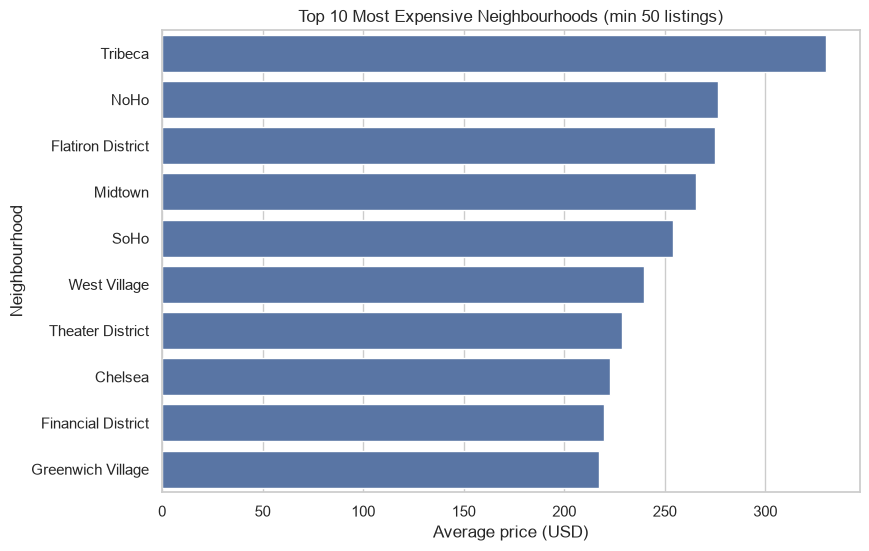 Top 10 Most Expensive Neighbourhoods (min 50 listings)
Neighbourhood
Tribeca
NoHo
Flatiron District
Midtown
SoHo
West Village
Theater District
Chelsea
Financial District
Greenwich Village
0 50 100 150 200 250 300
Average price (USD)